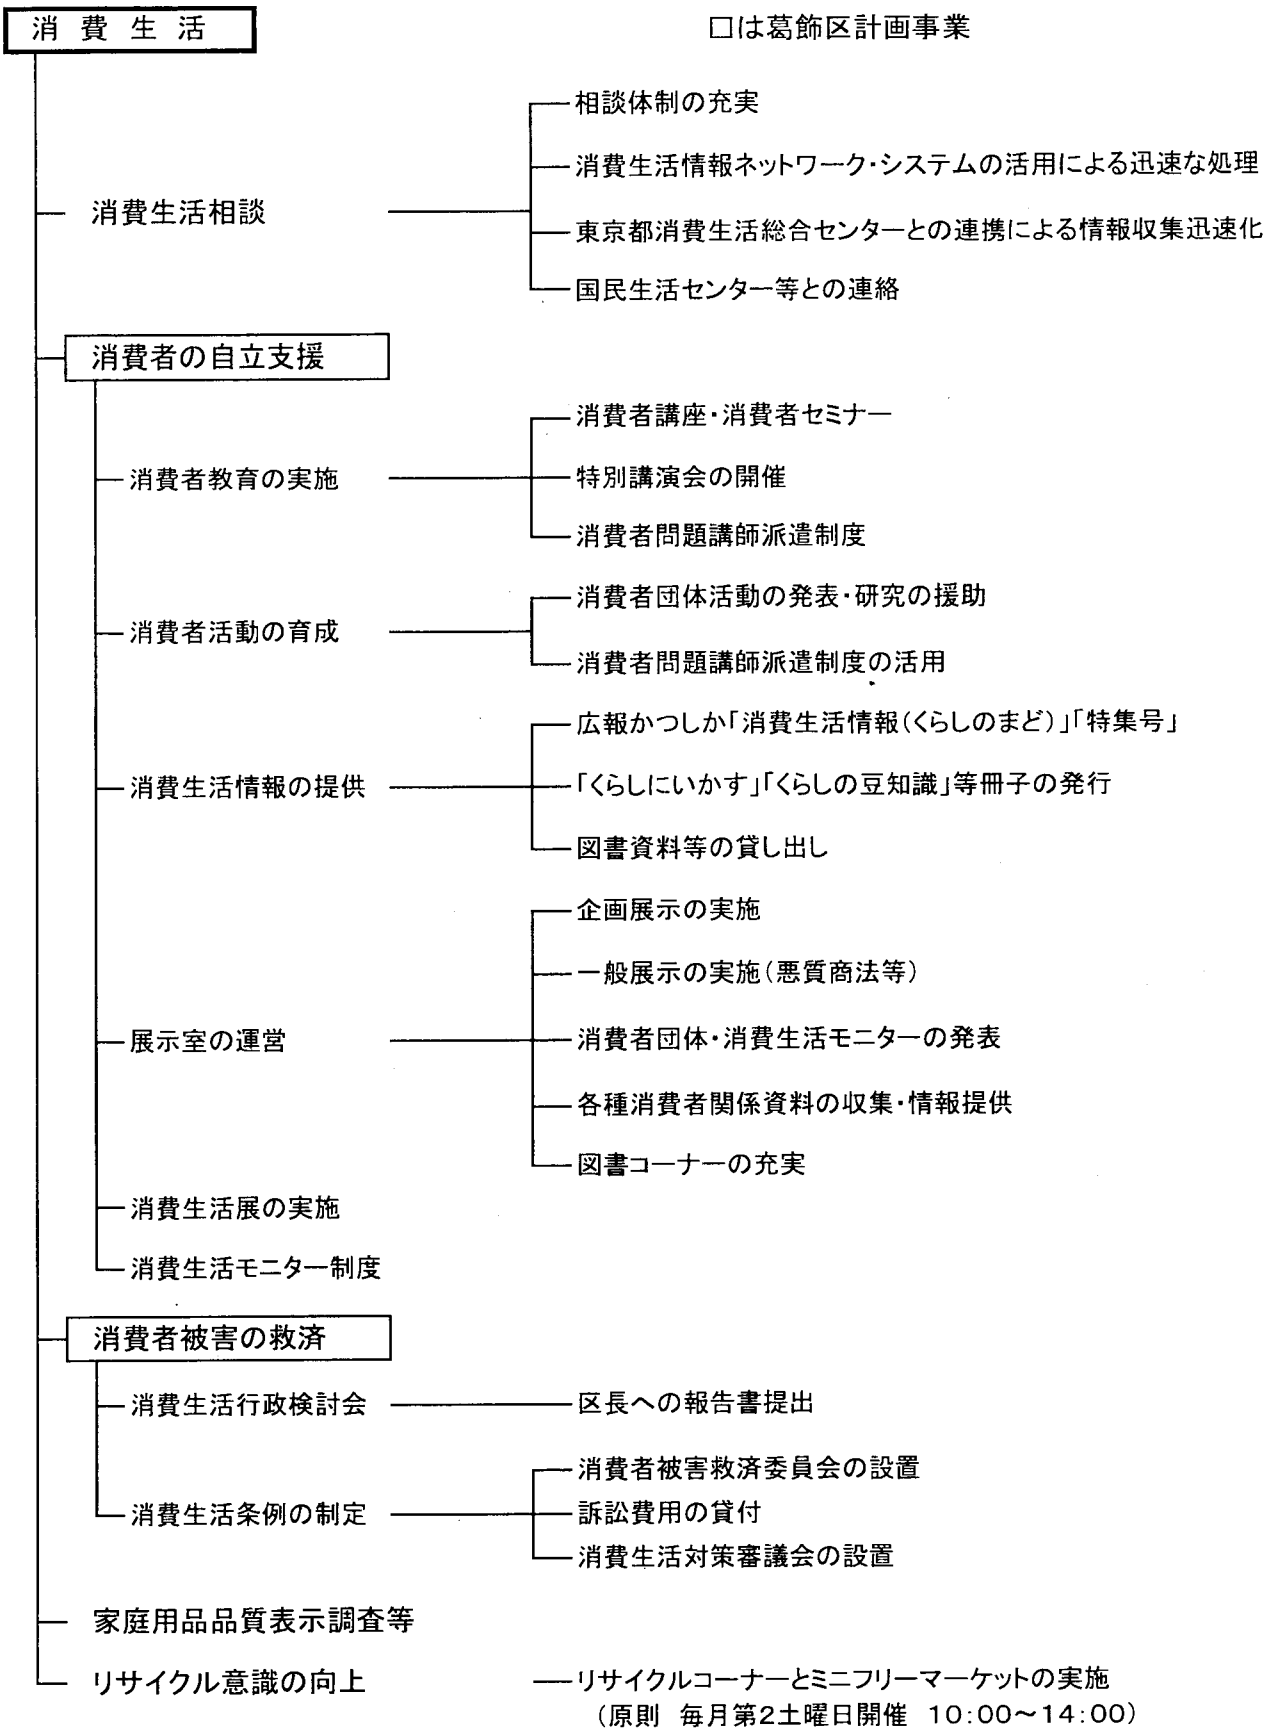 消費生活
□は葛飾区計画事業
相談体制の充実
消費生活情報ネットワーク・システムの活用による迅速な処理
消費生活相談
東京都消費生活総合センターとの連携による情報収集迅速化
国民生活センター等との連絡
消費者の自立支援
消費者講座・消費者セミナー
消費者教育の実施
特別講演会の開催
消費者問題講師派遣制度
消費者団体活動の発表・研究の援助
消費者活動の育成
消費者問題講師派遣制度の活用
広報かつしか「消費生活情報(くらしのまど)」「特集号」
消費生活情報の提供
「くらしにいかす」「くらしの豆知識」等冊子の発行
図書資料等の貸し出し
企画展示の実施
一般展示の実施(悪質商法等)
展示室の運営
消費者団体・消費生活モニターの発表
各種消費者関係資料の収集・情報提供
図書コーナーの充実
消費生活展の実施
消費生活モニター制度
消費者被害の救済
消費生活行政検討会
区長への報告書提出
消費者被害救済委員会の設置
消費生活条例の制定
訴訟費用の貸付
消費生活対策審議会の設置
家庭用品品質表示調査等
リサイクル意識の向上
リサイクルコーナーとミニフリーマーケットの実施
(原則 毎月第2土曜日開催 10:00~14:00)